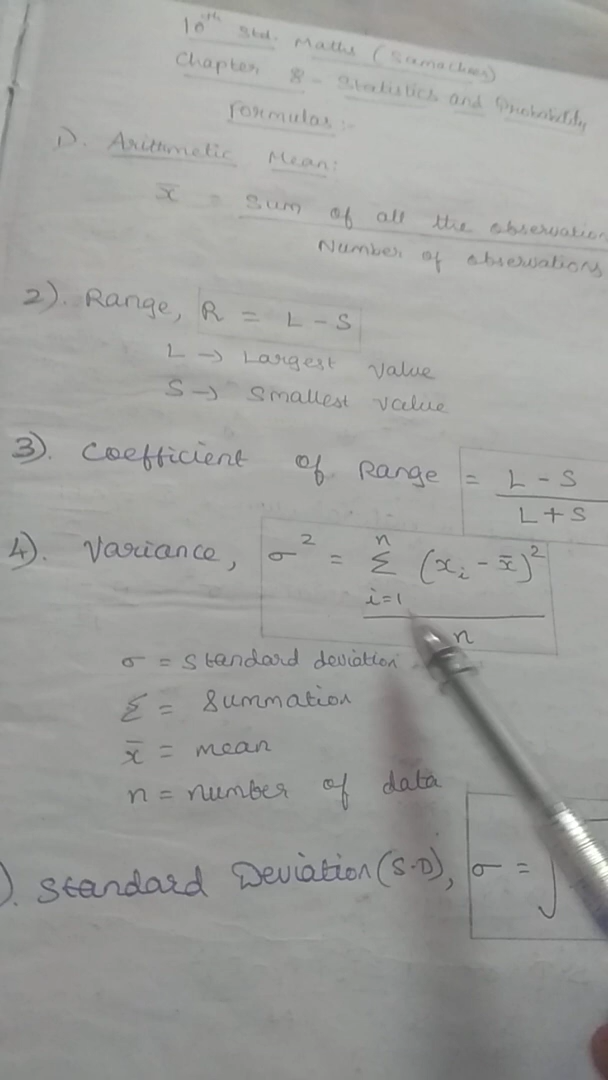 10th Std. Maths (Samacheer)
Chapter 8 - Statistics and Probability
Formulas:-
1). Arithmetic Mean:
x̄ = Sum of all the observation
Number of observations
2). Range, R = L - S
L → Largest value
S → Smallest value
3). Coefficient of Range = L - S
L + S
4). Variance, σ² = n Σ i=1 (xᵢ - x̄)²
n
σ = standard deviation
Σ = Summation
x̄ = mean
n = number of data
). Standard Deviation (S.D), σ = √